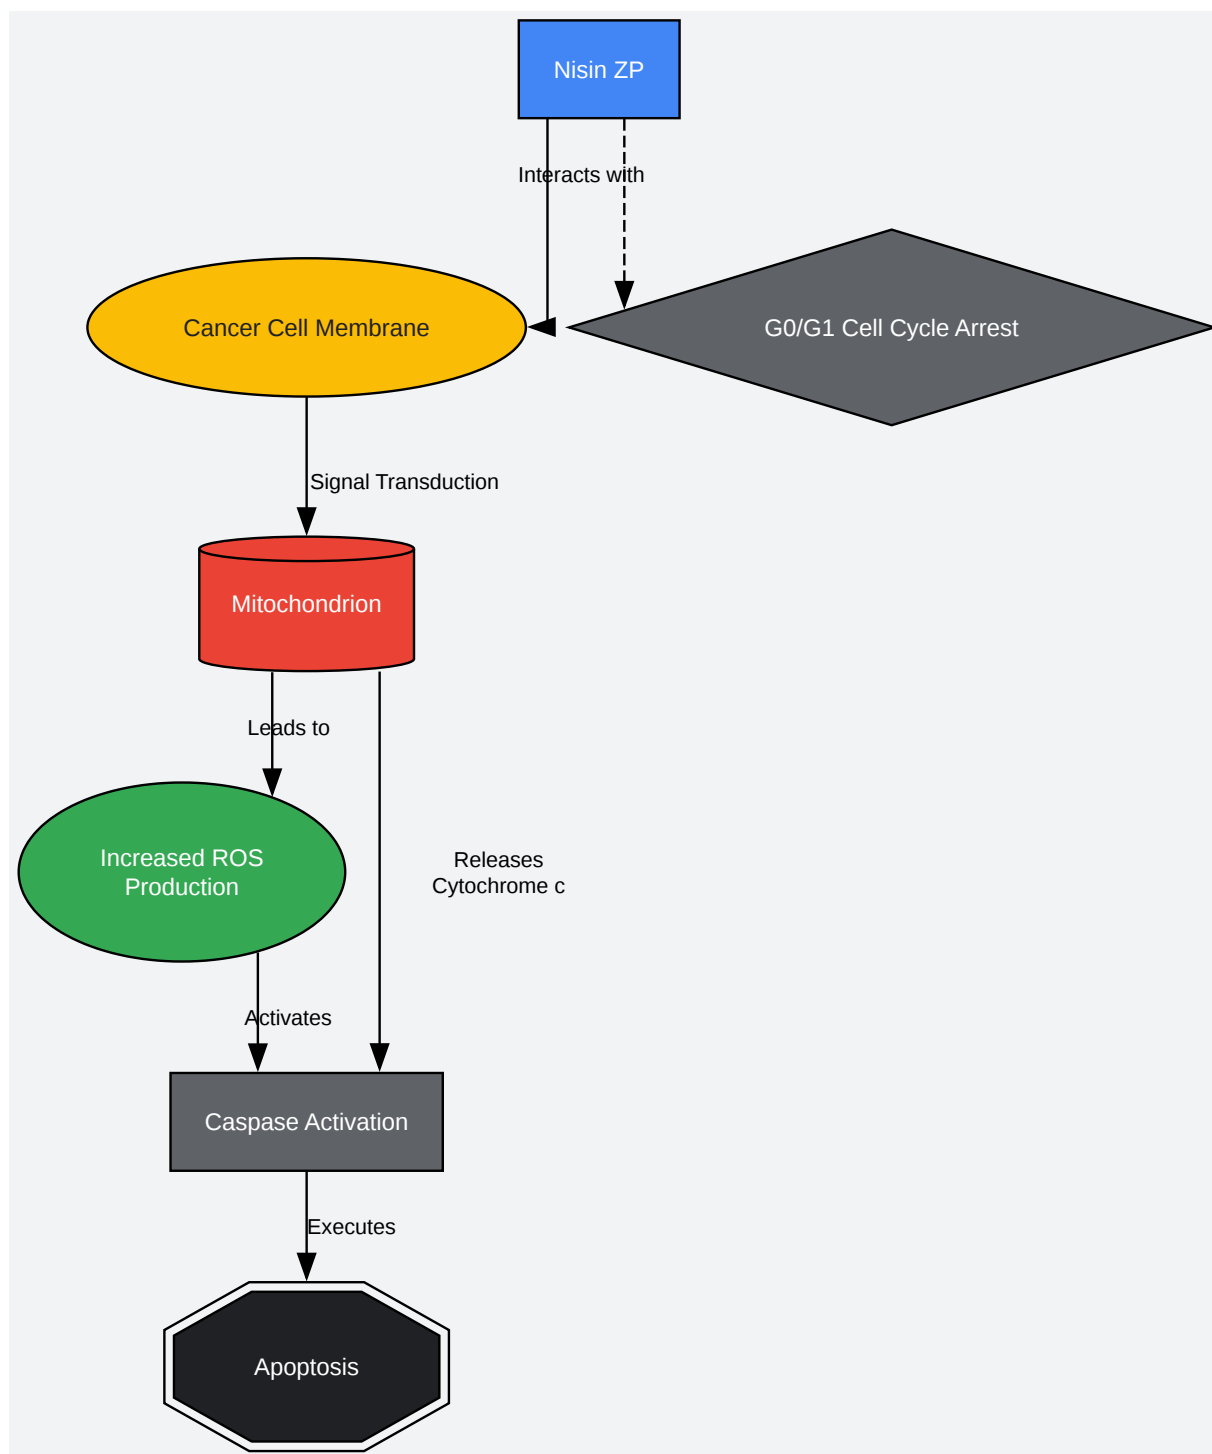 Nisin ZP
Interacts with
Cancer Cell Membrane
G0/G1 Cell Cycle Arrest
Signal Transduction
Mitochondrion
Leads to
Increased ROS
Production
Releases
Cytochrome c
Activates
Caspase Activation
Executes
Apoptosis